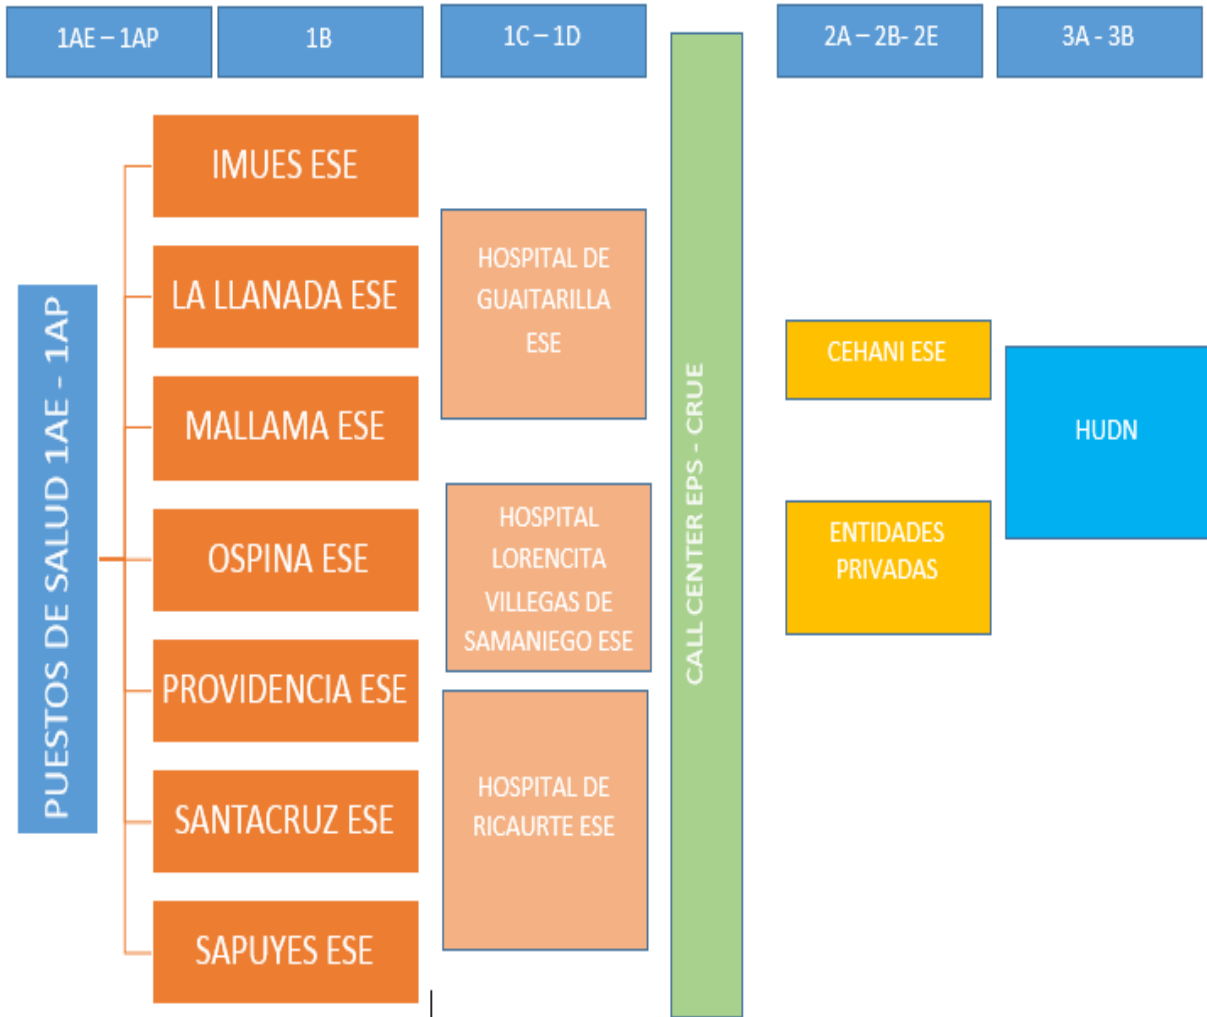 1AE – 1AP
1B
1C – 1D
2A – 2B- 2E
3A - 3B
PUESTOS DE SALUD 1AE - 1AP
IMUES ESE
LA LLANADA ESE
MALLAMA ESE
OSPINA ESE
PROVIDENCIA ESE
SANTACRUZ ESE
SAPUYES ESE
HOSPITAL DE
GUAITARILLA
ESE
HOSPITAL
LORENCITA
VILLEGAS DE
SAMANIEGO ESE
HOSPITAL DE
RICAURTE ESE
CALL CENTER EPS - CRUE
CEHANI ESE
ENTIDADES
PRIVADAS
HUDN